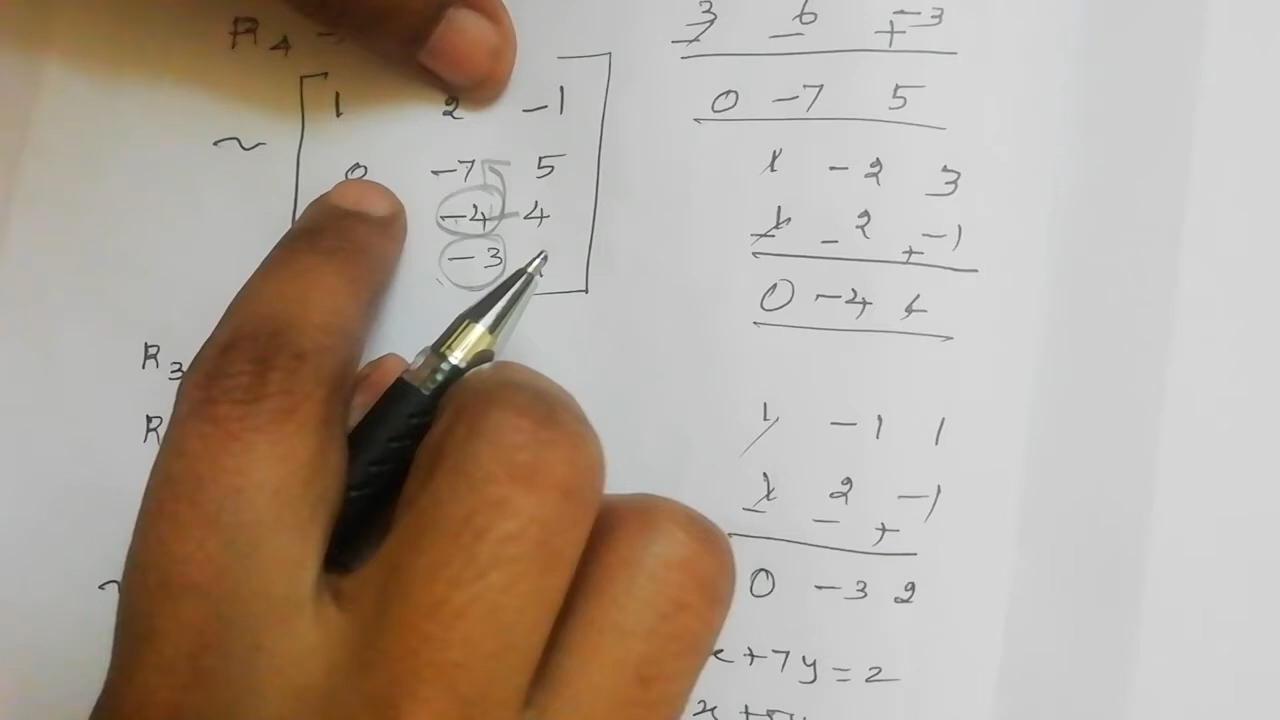 R4
3 6 -3
- - +
~ 1 2 -1
0 -7 5
-4 4
-3
0 -7 5
1 -2 3
1 2 -1
- - +
0 -4 4
R3
R
1 -1 1
1 2 -1
- - +
0 -3 2
~
x+7y=2